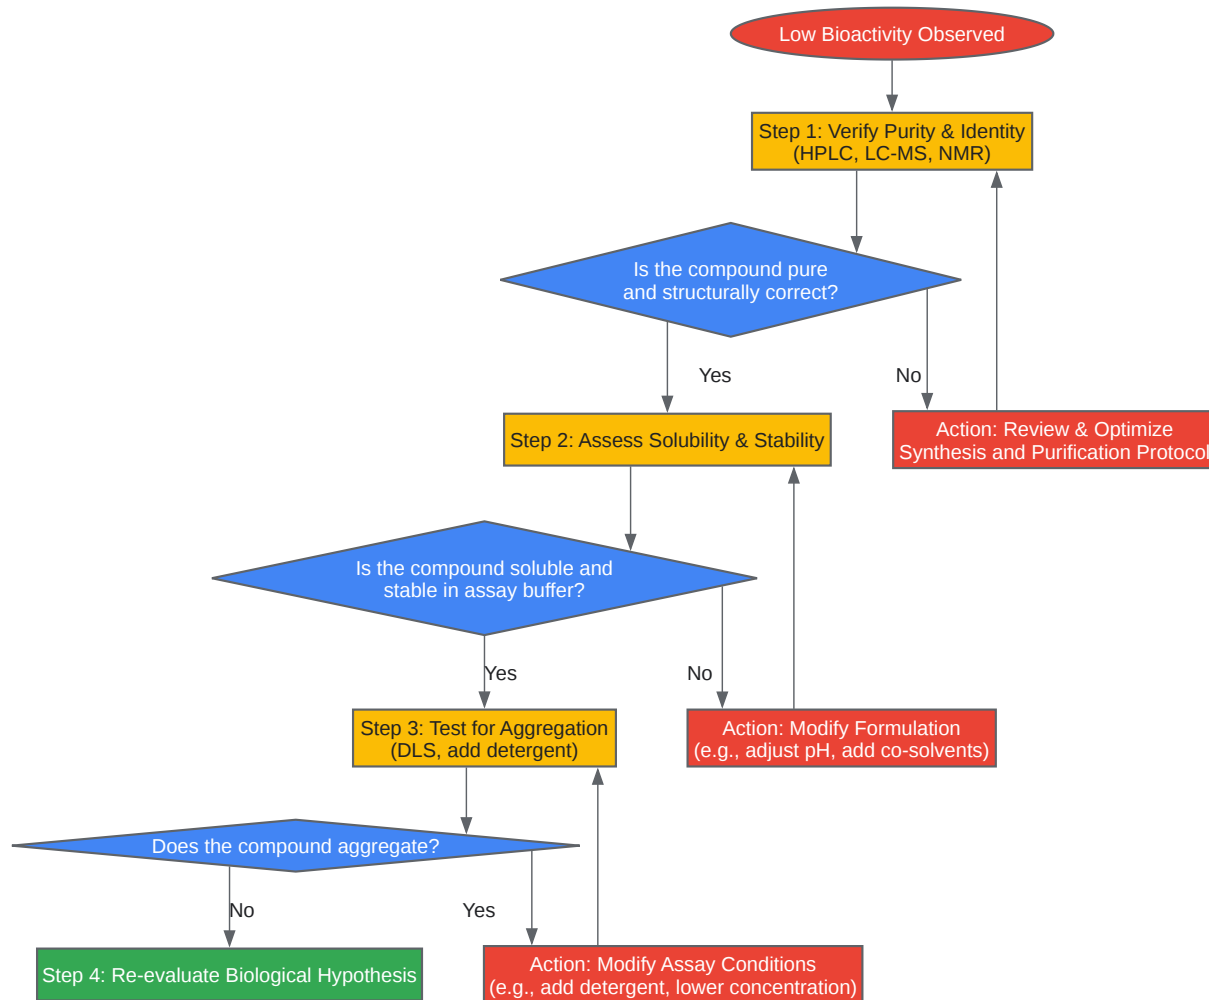 Low Bioactivity Observed
Step 1: Verify Purity & Identity
(HPLC, LC-MS, NMR)
Is the compound pure
and structurally correct?
Yes
No
Action: Review & Optimize
Synthesis and Purification Protocol
Step 2: Assess Solubility & Stability
Is the compound soluble and
stable in assay buffer?
Yes
No
Step 3: Test for Aggregation
(DLS, add detergent)
Action: Modify Formulation
(e.g., adjust pH, add co-solvents)
Does the compound aggregate?
No
Yes
Step 4: Re-evaluate Biological Hypothesis
Action: Modify Assay Conditions
(e.g., add detergent, lower concentration)